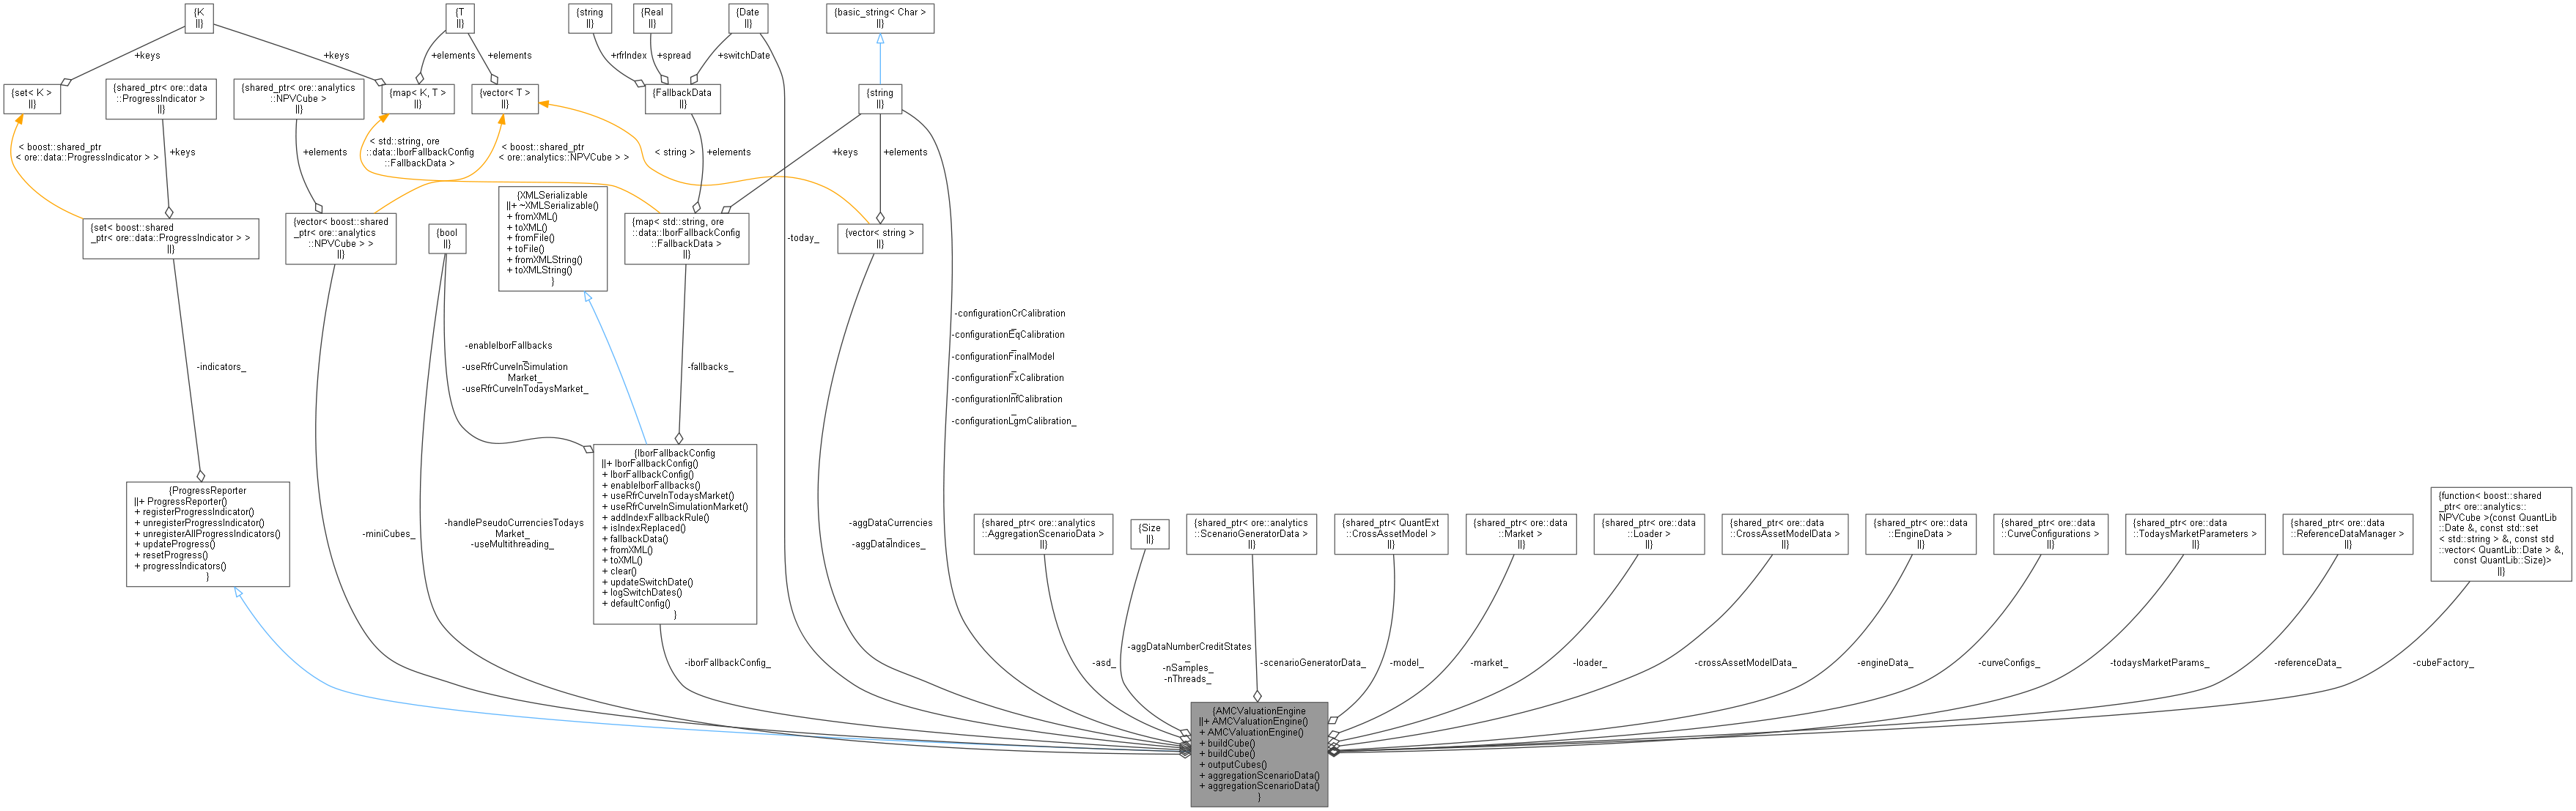 {K
||}
{T
||}
{string
||}
{Real
||}
{Date
||}
{basic_string< Char >
||}
+keys
+keys
+elements
+elements
+rfrIndex
+spread
+switchDate
{set< K >
||}
{shared_ptr< ore::data
::ProgressIndicator >
||}
{shared_ptr< ore::analytics
::NPVCube >
||}
{map< K, T >
||}
{vector< T >
||}
{FallbackData
||}
{string
||}
< boost::shared_ptr
< ore::data::ProgressIndicator > >
+keys
+elements
< std::string, ore
::data::IborFallbackConfig
::FallbackData >
< boost::shared_ptr
< ore::analytics::NPVCube > >
< string >
+elements
+keys
+elements
{set< boost::shared
_ptr< ore::data::ProgressIndicator > >
||}
{vector< boost::shared
_ptr< ore::analytics
::NPVCube > >
||}
{bool
||}
{XMLSerializable
||+ ~XMLSerializable()
+ fromXML()
+ toXML()
+ fromFile()
+ toFile()
+ fromXMLString()
+ toXMLString()
}
{map< std::string, ore
::data::IborFallbackConfig
::FallbackData >
||}
-today_
{vector< string >
||}
-indicators_
-enableIborFallbacks
_
-useRfrCurveInSimulation
Market_
-useRfrCurveInTodaysMarket_
-fallbacks_
-configurationCrCalibration
_
-configurationEqCalibration
_
-configurationFinalModel
_
-configurationFxCalibration
_
-configurationInfCalibration
_
-configurationLgmCalibration_
{ProgressReporter
||+ ProgressReporter()
+ registerProgressIndicator()
+ unregisterProgressIndicator()
+ unregisterAllProgressIndicators()
+ updateProgress()
+ resetProgress()
+ progressIndicators()
}
-miniCubes_
-handlePseudoCurrenciesTodays
Market_
-useMultithreading_
{IborFallbackConfig
||+ IborFallbackConfig()
+ IborFallbackConfig()
+ enableIborFallbacks()
+ useRfrCurveInTodaysMarket()
+ useRfrCurveInSimulationMarket()
+ addIndexFallbackRule()
+ isIndexReplaced()
+ fallbackData()
+ fromXML()
+ toXML()
+ clear()
+ updateSwitchDate()
+ logSwitchDates()
+ defaultConfig()
}
-aggDataCurrencies
_
-aggDataIndices_
{shared_ptr< ore::analytics
::AggregationScenarioData >
||}
{Size
||}
{shared_ptr< ore::analytics
::ScenarioGeneratorData >
||}
{shared_ptr< QuantExt
::CrossAssetModel >
||}
{shared_ptr< ore::data
::Market >
||}
{shared_ptr< ore::data
::Loader >
||}
{shared_ptr< ore::data
::CrossAssetModelData >
||}
{shared_ptr< ore::data
::EngineData >
||}
{shared_ptr< ore::data
::CurveConfigurations >
||}
{shared_ptr< ore::data
::TodaysMarketParameters >
||}
{shared_ptr< ore::data
::ReferenceDataManager >
||}
{function< boost::shared
_ptr< ore::analytics::
NPVCube >(const QuantLib
::Date &, const std::set
< std::string > &, const std
::vector< QuantLib::Date > &,
const QuantLib::Size)>
||}
-iborFallbackConfig_
-asd_
-aggDataNumberCreditStates
_
-nSamples_
-nThreads_
-scenarioGeneratorData_
-model_
-market_
-loader_
-crossAssetModelData_
-engineData_
-curveConfigs_
-todaysMarketParams_
-referenceData_
-cubeFactory_
{AMCValuationEngine
||+ AMCValuationEngine()
+ AMCValuationEngine()
+ buildCube()
+ buildCube()
+ outputCubes()
+ aggregationScenarioData()
+ aggregationScenarioData()
}